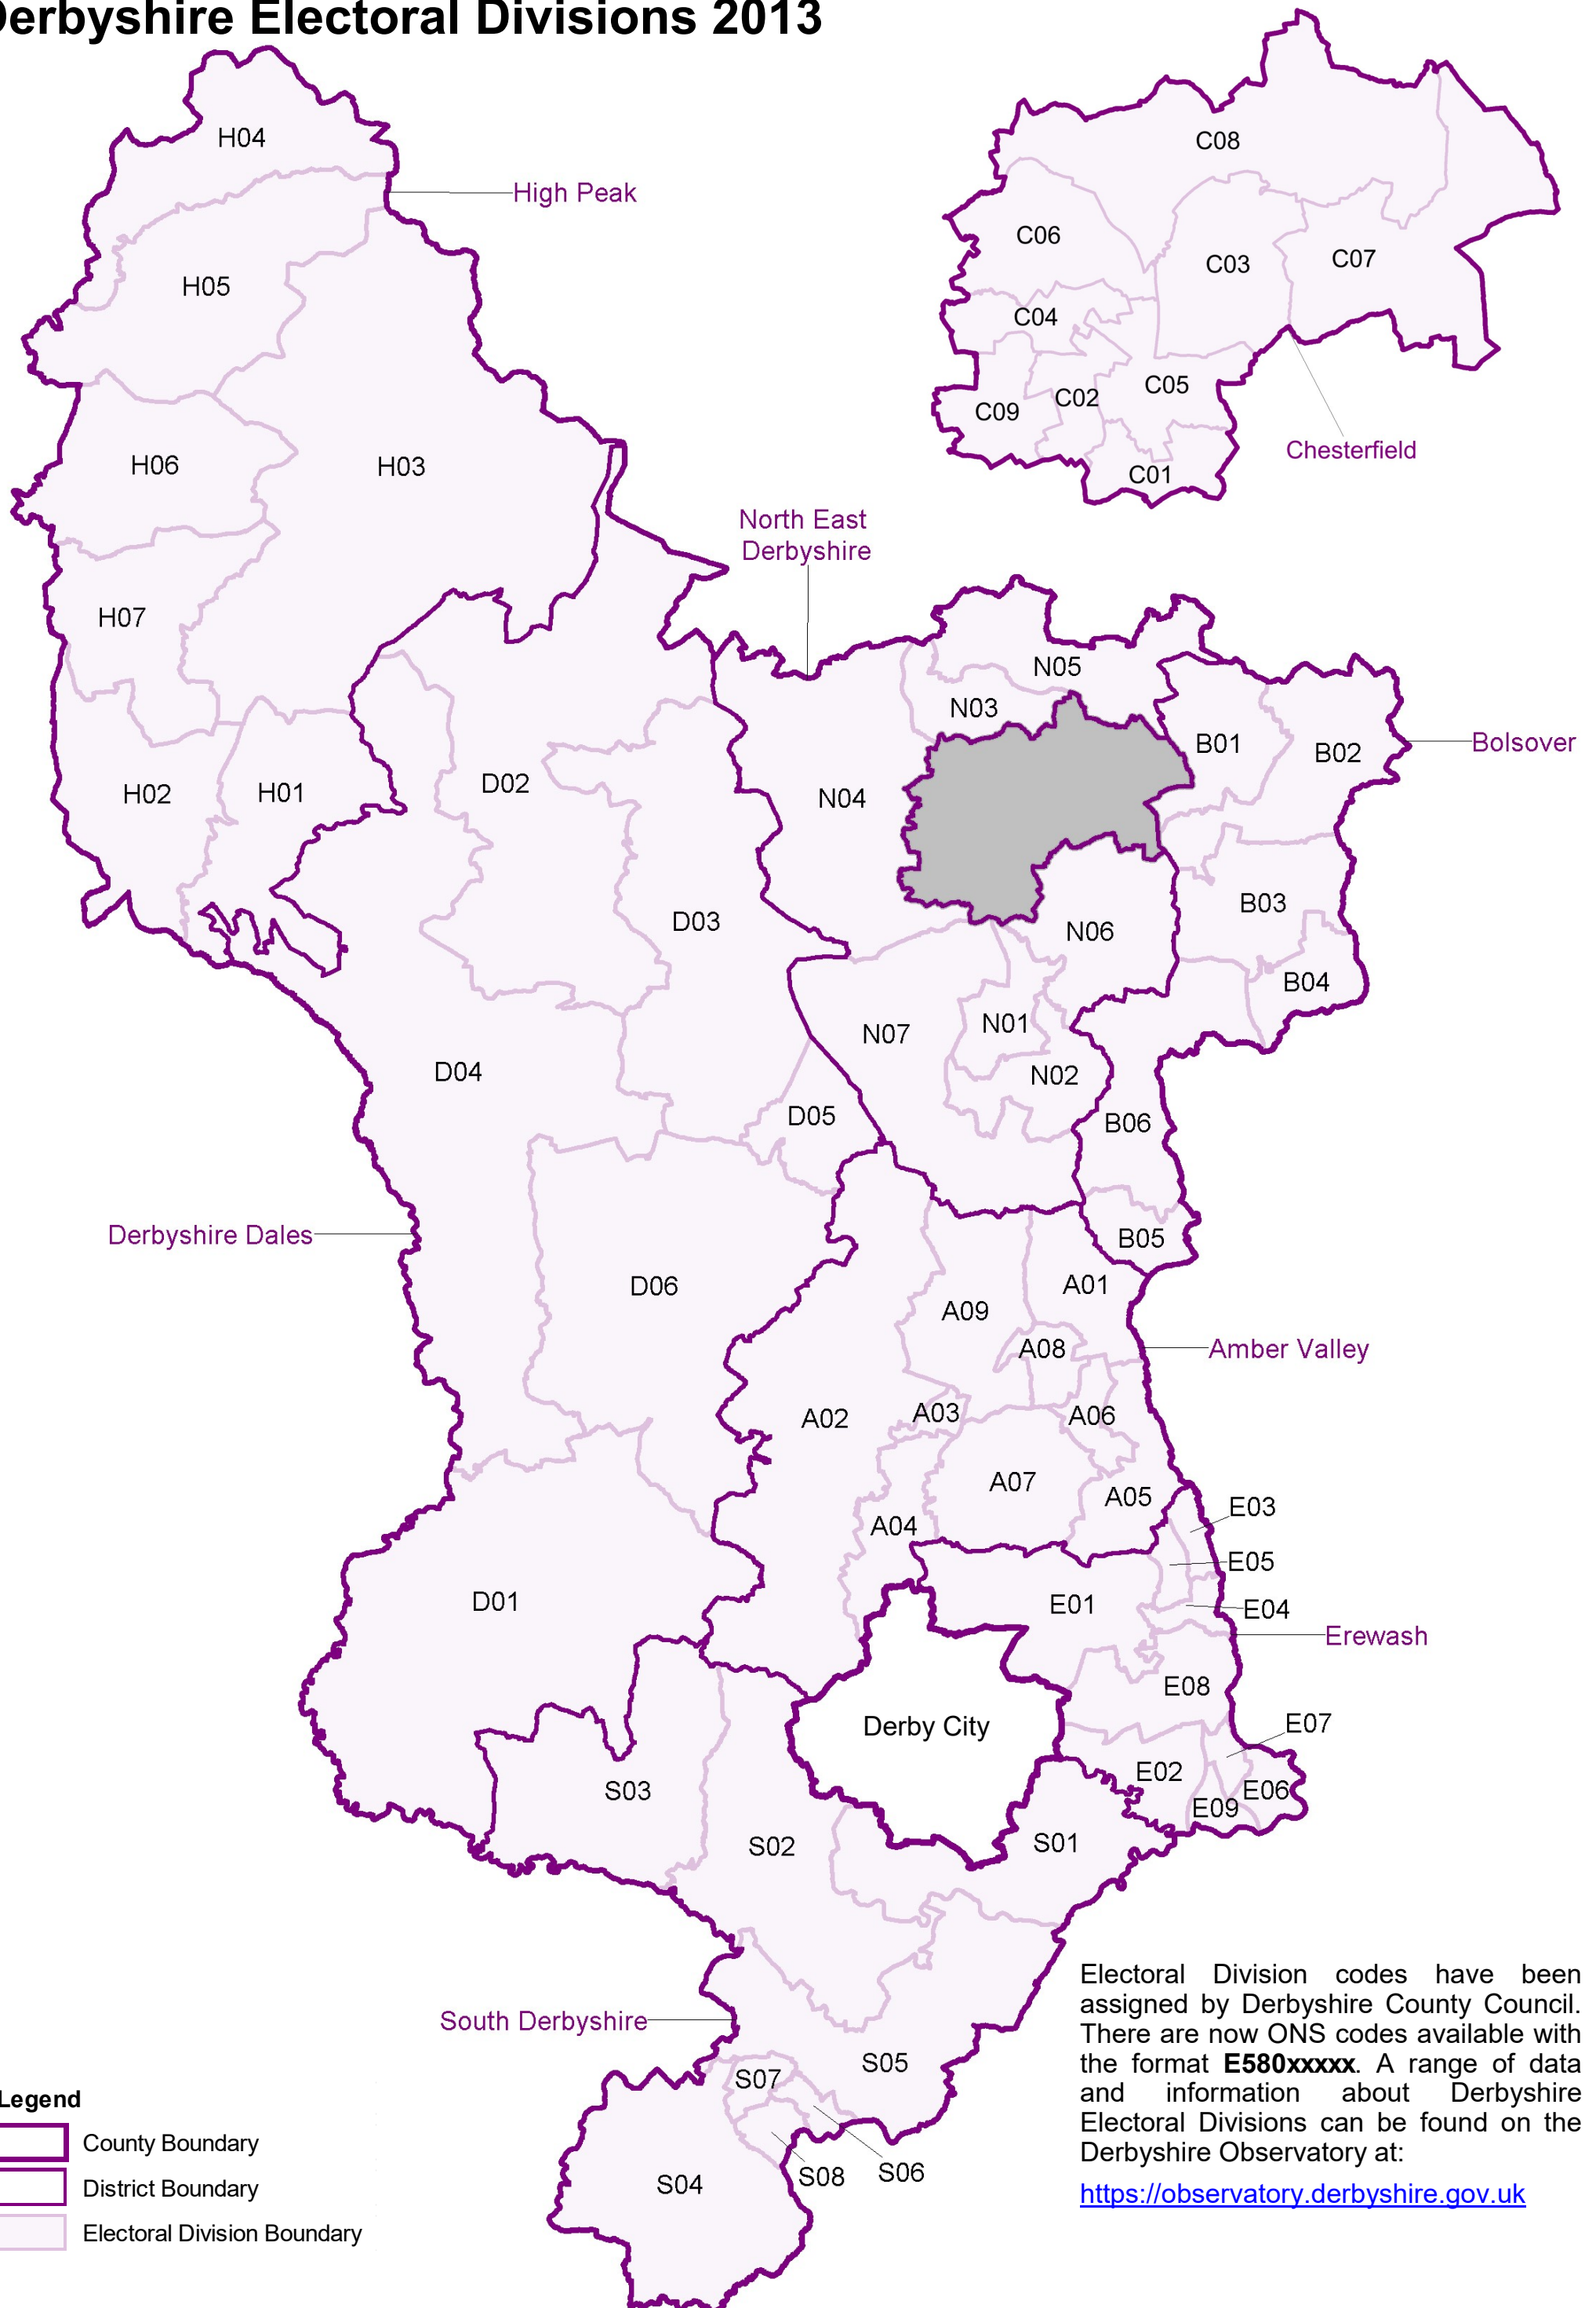 Derbyshire Electoral Divisions 2013
H04
C08
High Peak
C06
C03
C07
H05
C04
C05
C02
C09
Chesterfield
H06
H03
C01
North East
Derbyshire
H07
N05
N03
B01
Bolsover
B02
D02
H02
H01
N04
B03
D03
N06
B04
N01
N07
D04
N02
D05
B06
Derbyshire Dales
B05
D06
A01
A09
A08
Amber Valley
A03
A06
A02
A07
A05
E03
A04
E05
D01
E01
E04
Erewash
E08
E07
Derby City
E02
S03
E06
E09
S02
S01
Electoral Division codes have been
assigned by Derbyshire County Council.
There are now ONS codes available with
the format E580xxxxx. A range of data
and information about Derbyshire
Electoral Divisions can be found on the
Derbyshire Observatory at:
https://observatory.derbyshire.gov.uk
South Derbyshire
S05
S07
S06
S08
S04
Legend
County Boundary
District Boundary
Electoral Division Boundary